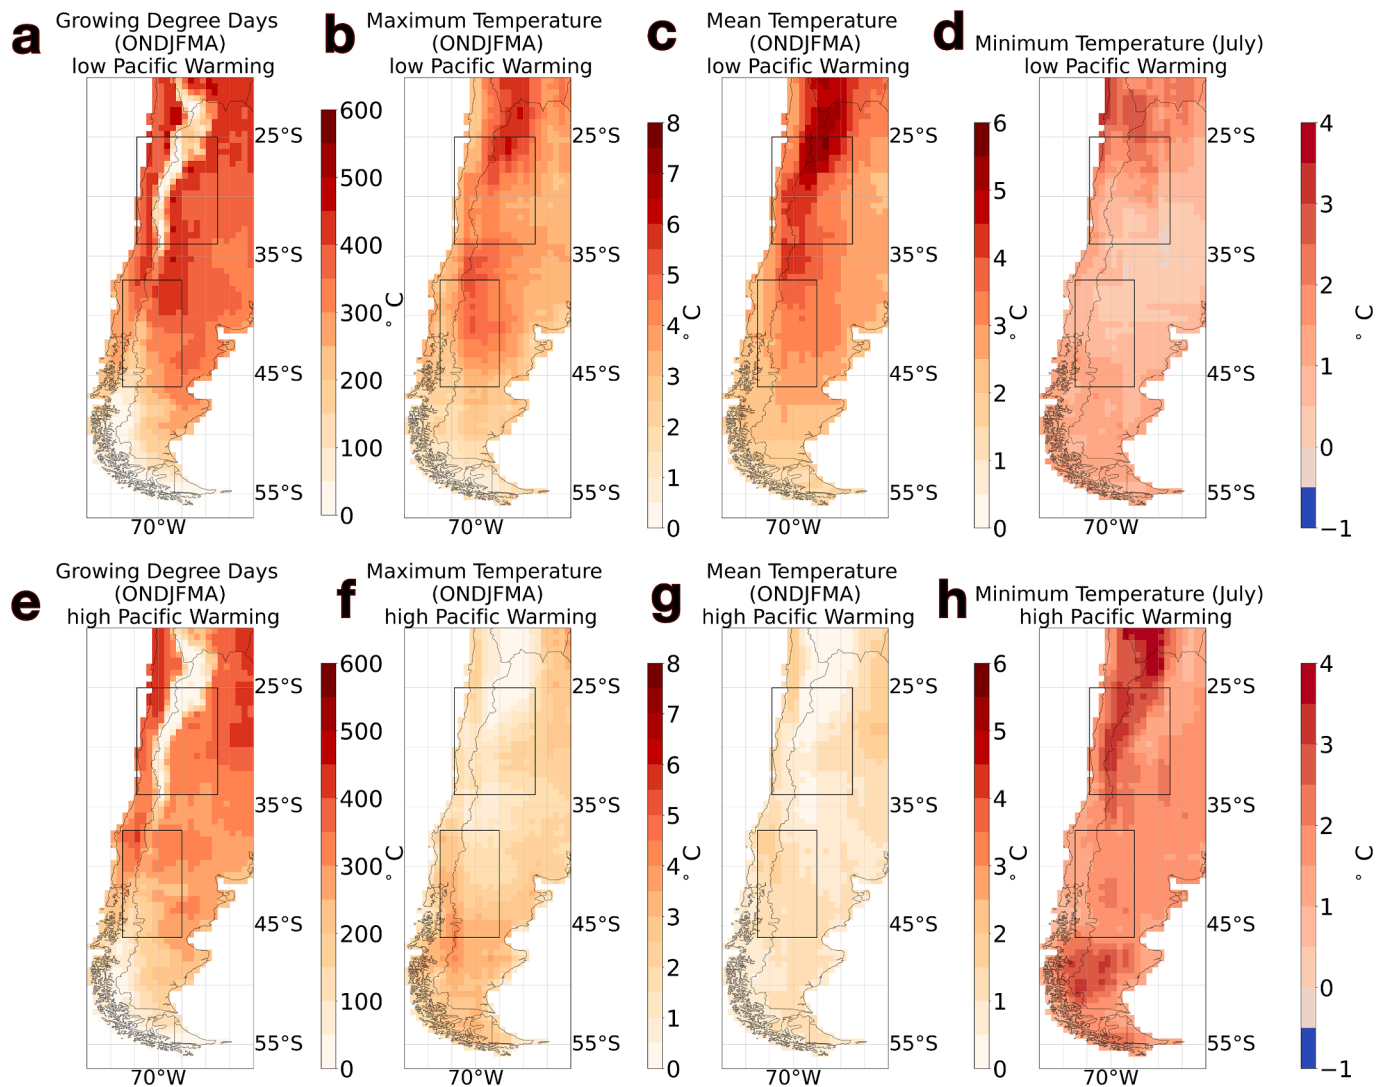 a
Growing Degree Days
(ONDJFMA)
low Pacific Warming
b
Maximum Temperature
(ONDJFMA)
low Pacific Warming
c
Mean Temperature
(ONDJFMA)
low Pacific Warming
d
Minimum Temperature (July)
low Pacific Warming
25°S
35°S
45°S
55°S
70°W
600
500
400
300
200
100
0
° C
25°S
35°S
45°S
55°S
70°W
8
7
6
5
4
3
2
1
0
° C
25°S
35°S
45°S
55°S
70°W
6
5
4
3
2
1
0
° C
25°S
35°S
45°S
55°S
70°W
4
3
2
1
0
−1
° C
e
Growing Degree Days
(ONDJFMA)
high Pacific Warming
f
Maximum Temperature
(ONDJFMA)
high Pacific Warming
g
Mean Temperature
(ONDJFMA)
high Pacific Warming
h
Minimum Temperature (July)
high Pacific Warming
25°S
35°S
45°S
55°S
70°W
600
500
400
300
200
100
0
° C
25°S
35°S
45°S
55°S
70°W
8
7
6
5
4
3
2
1
0
° C
25°S
35°S
45°S
55°S
70°W
6
5
4
3
2
1
0
° C
25°S
35°S
45°S
55°S
70°W
4
3
2
1
0
−1
° C